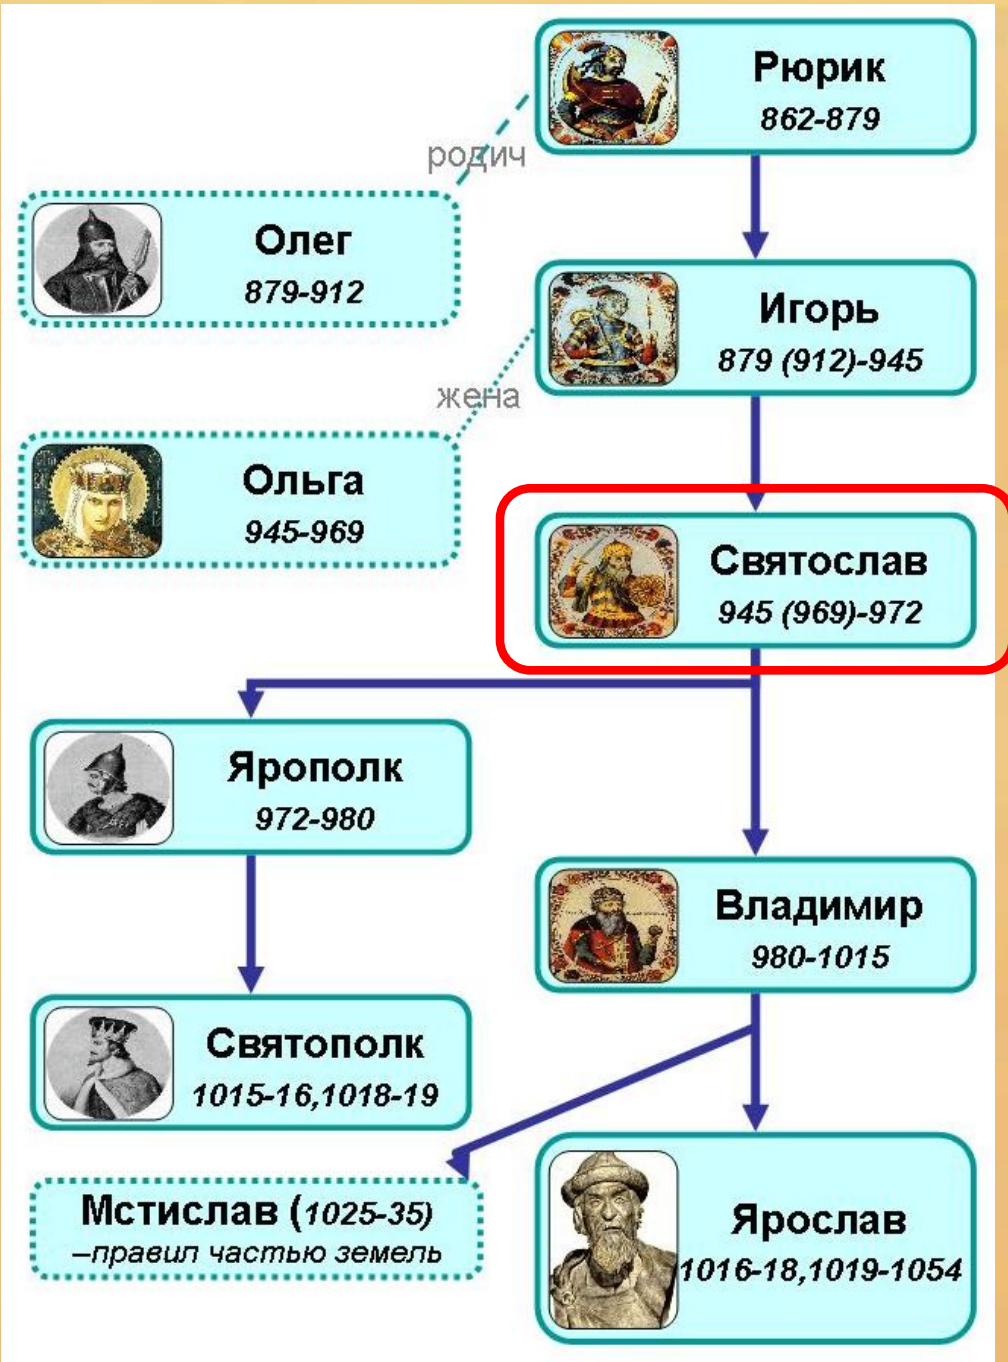 Рюрик
862-879
родич
Олег
879-912
Игорь
879 (912)-945
жена
Ольга
945-969
Святослав
945 (969)-972
Ярополк
972-980
Владимир
980-1015
Святополк
1015-16,1018-19
Мстислав (1025-35)
–правил частью земель
Ярослав
1016-18,1019-1054